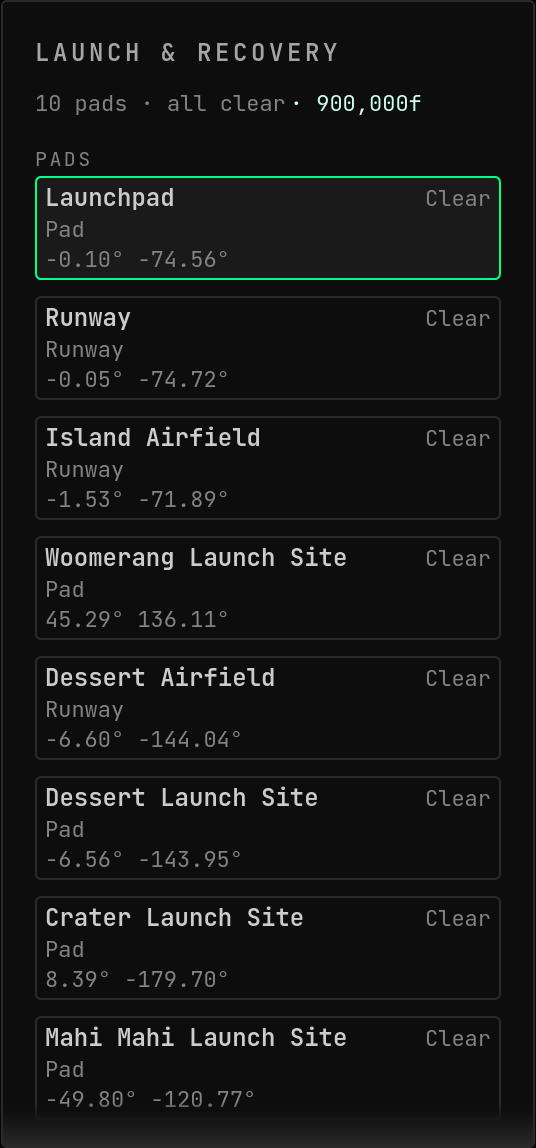 LAUNCH & RECOVERY
10 pads · all clear · 900,000f
PADS
Launchpad Clear
Pad
-0.10° -74.56°
Runway Clear
Runway
-0.05° -74.72°
Island Airfield Clear
Runway
-1.53° -71.89°
Woomerang Launch Site Clear
Pad
45.29° 136.11°
Dessert Airfield Clear
Runway
-6.60° -144.04°
Dessert Launch Site Clear
Pad
-6.56° -143.95°
Crater Launch Site Clear
Pad
8.39° -179.70°
Mahi Mahi Launch Site Clear
Pad
-49.80° -120.77°